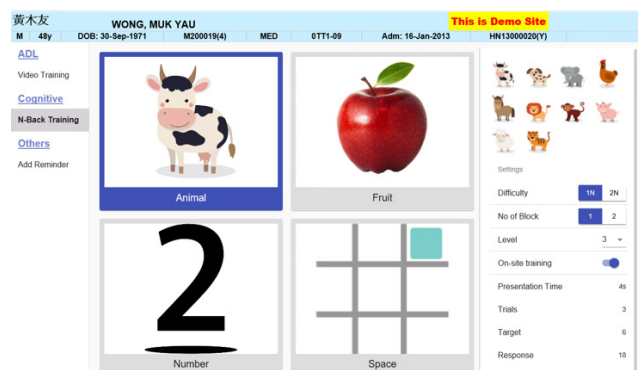 黃木友 WONG, MUK YAU This is Demo Site
M 48y DOB: 30-Sep-1971 M200019(4) MED 0TT1-09 Adm: 16-Jan-2013 HN13000020(Y)
ADL
Video Training
Cognitive
N-Back Training
Others
Add Reminder
Animal
Fruit
2
Number
Space
Settings
Difficulty 1N 2N
No of Block 1 2
Level 3
On-site training
Presentation Time 4s
Trials 3
Target 6
Response 18